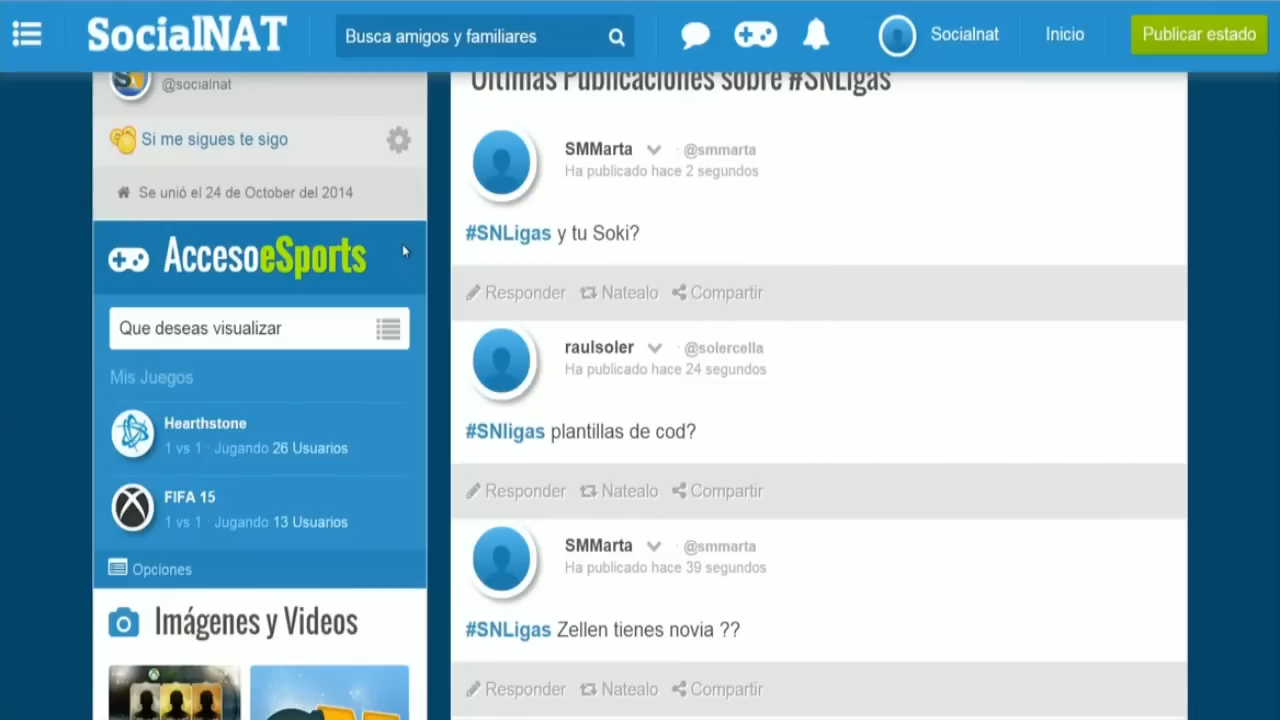 SocialNAT
Busca amigos y familiares
Socialnat
Inicio
Publicar estado
@socialnat
Si me sigues te sigo
Se unió el 24 de October del 2014
AccesoeSports
Que deseas visualizar
Mis Juegos
Hearthstone
1 vs 1 · Jugando 26 Usuarios
FIFA 15
1 vs 1 · Jugando 13 Usuarios
Opciones
Imágenes y Videos
Últimas Publicaciones sobre #SNLigas
SMMarta · @smmarta
Ha publicado hace 2 segundos
#SNLigas y tu Soki?
Responder Natealo Compartir
raulsoler · @solercella
Ha publicado hace 24 segundos
#SNligas plantillas de cod?
Responder Natealo Compartir
SMMarta · @smmarta
Ha publicado hace 39 segundos
#SNLigas Zellen tienes novia ??
Responder Natealo Compartir